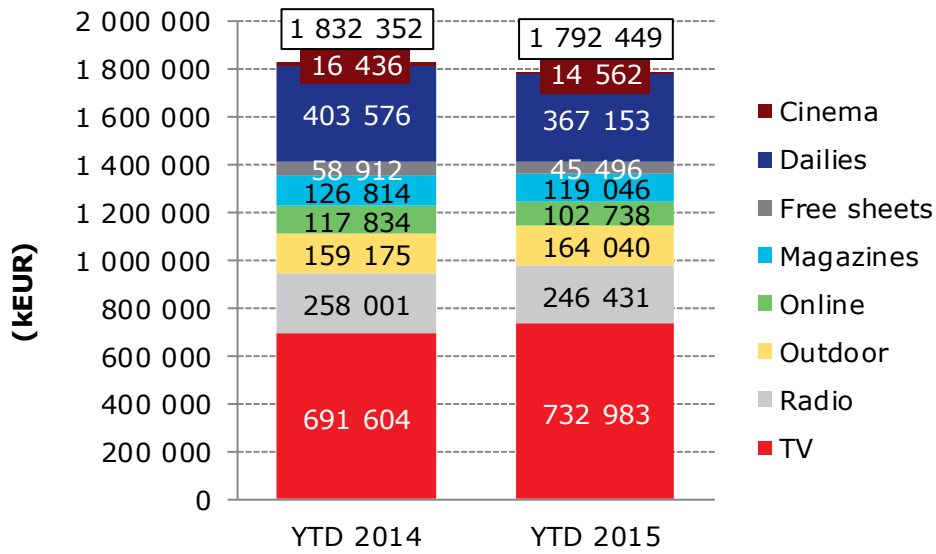 (kEUR)
2 000 000
1 800 000
1 600 000
1 400 000
1 200 000
1 000 000
800 000
600 000
400 000
200 000
0
1 832 352
16 436
403 576
58 912
126 814
117 834
159 175
258 001
691 604
YTD 2014
1 792 449
14 562
367 153
45 496
119 046
102 738
164 040
246 431
732 983
YTD 2015
Cinema
Dailies
Free sheets
Magazines
Online
Outdoor
Radio
TV